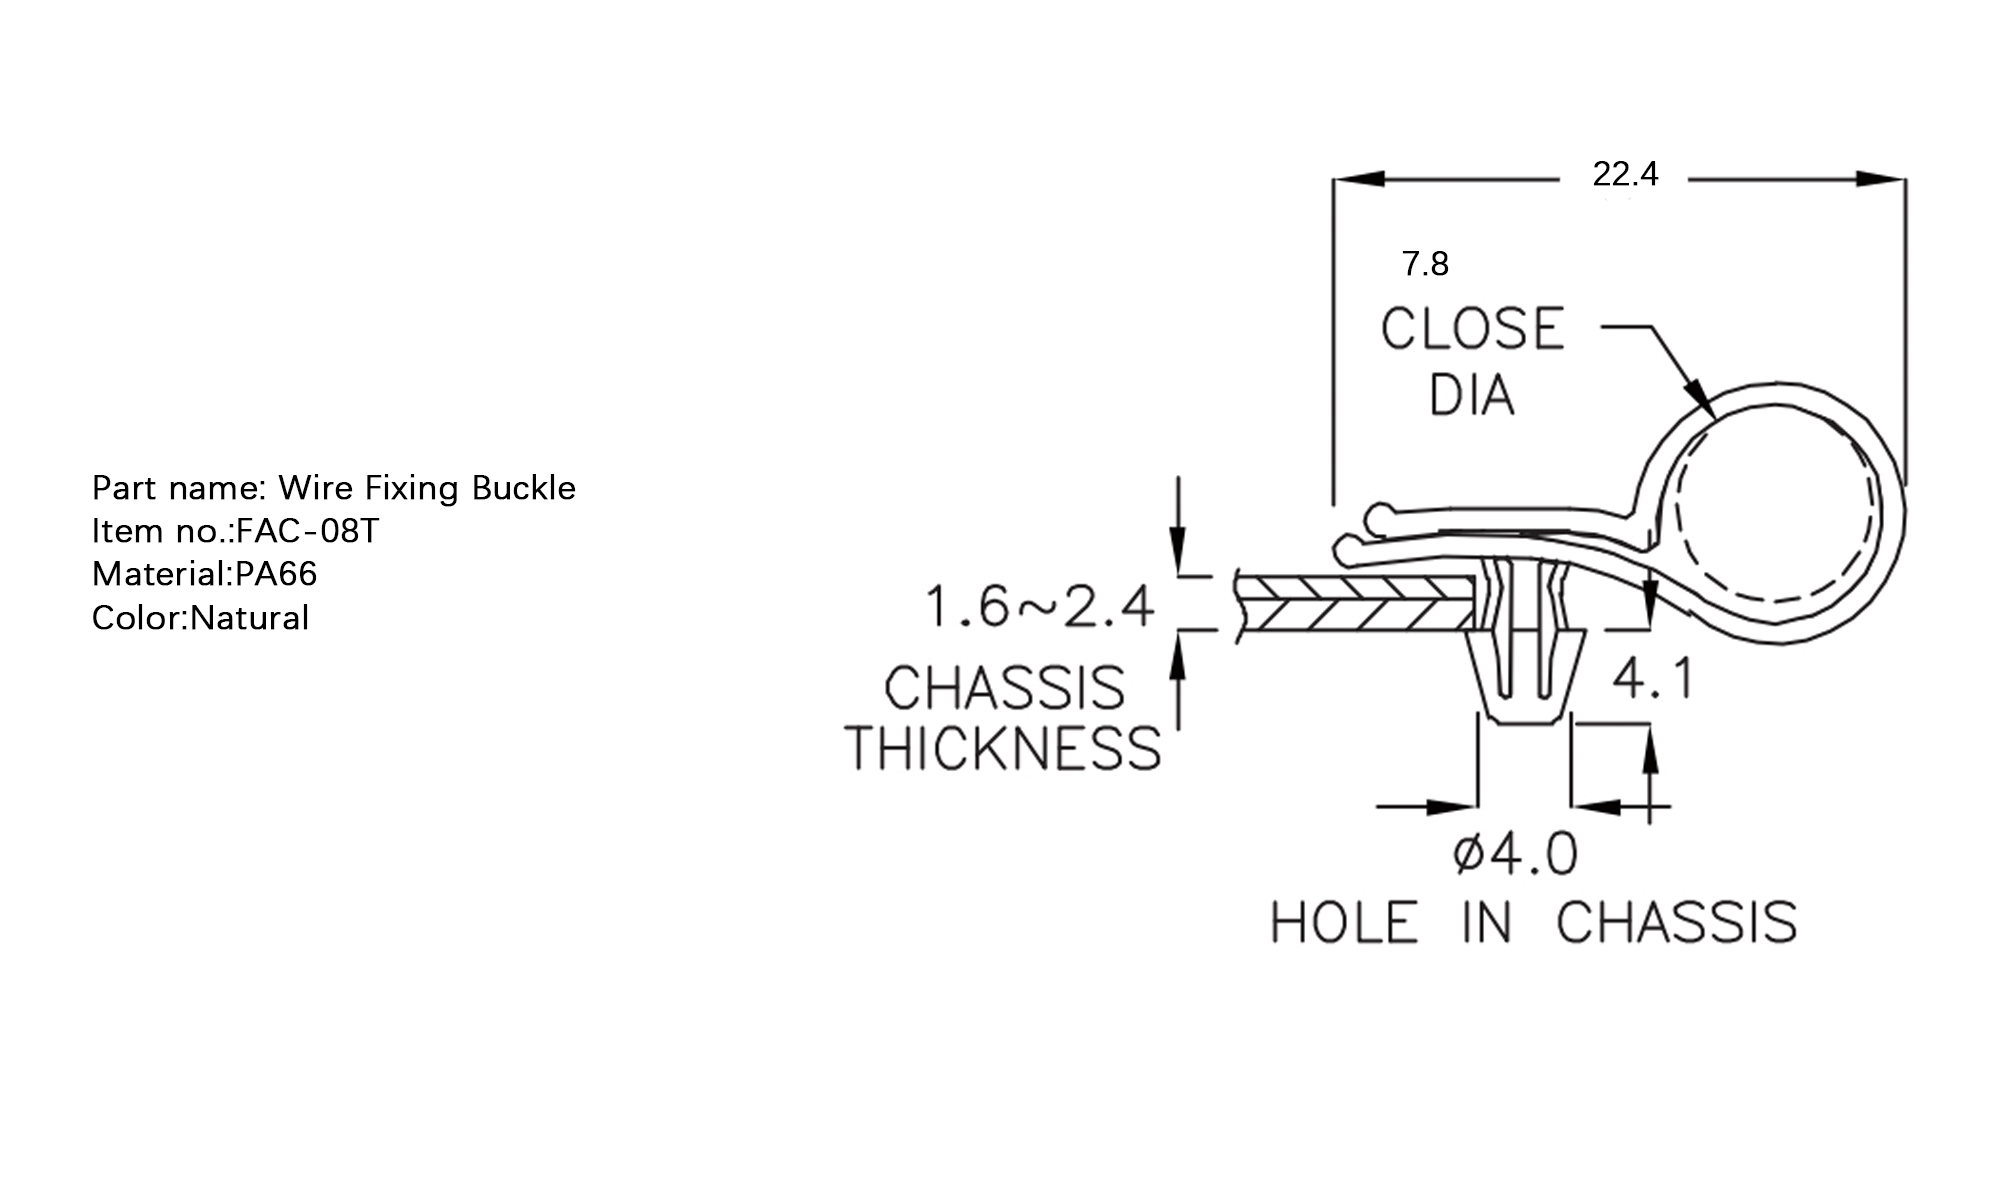 Part name: Wire Fixing Buckle
Item no.:FAC-08T
Material:PA66
Color:Natural
22.4
7.8
CLOSE
DIA
1.6~2.4
CHASSIS
THICKNESS
4.1
ø4.0
HOLE IN CHASSIS